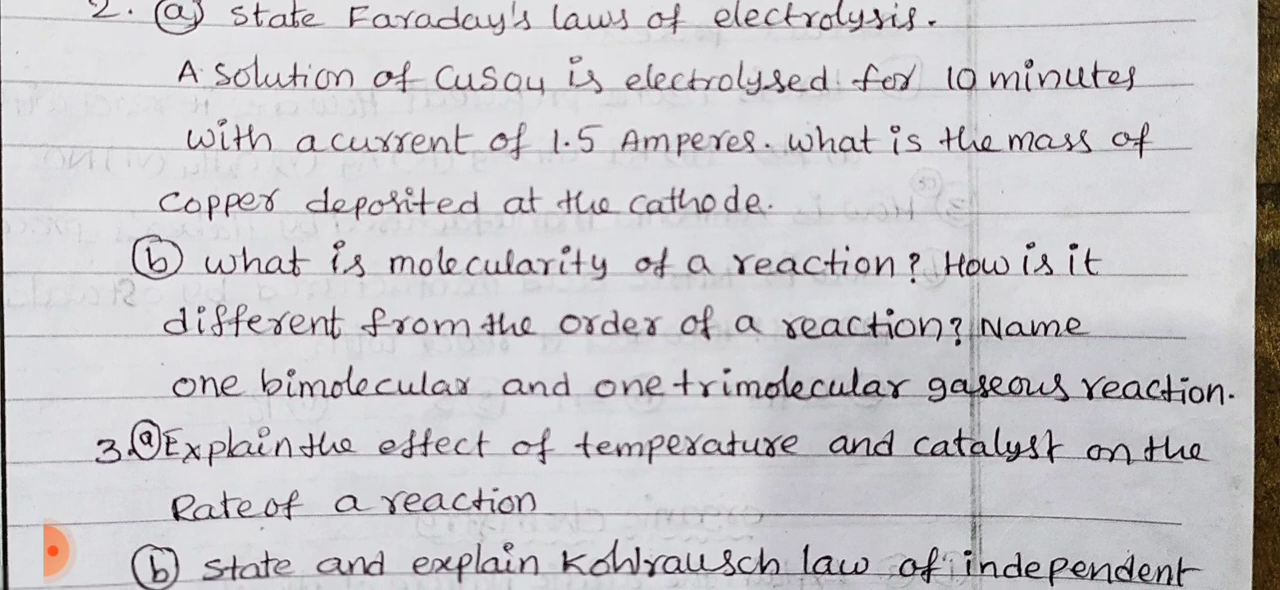 2. (a) State Faraday's laws of electrolysis.
A solution of CuSO4 is electrolysed for 10 minutes
with a current of 1.5 Amperes. what is the mass of
copper deposited at the cathode.
(b) what is molecularity of a reaction? How is it
different from the order of a reaction? Name
one bimolecular and one trimolecular gaseous reaction.
3. (a) Explain the effect of temperature and catalyst on the
Rate of a reaction
(b) state and explain Kohlrausch law of independent